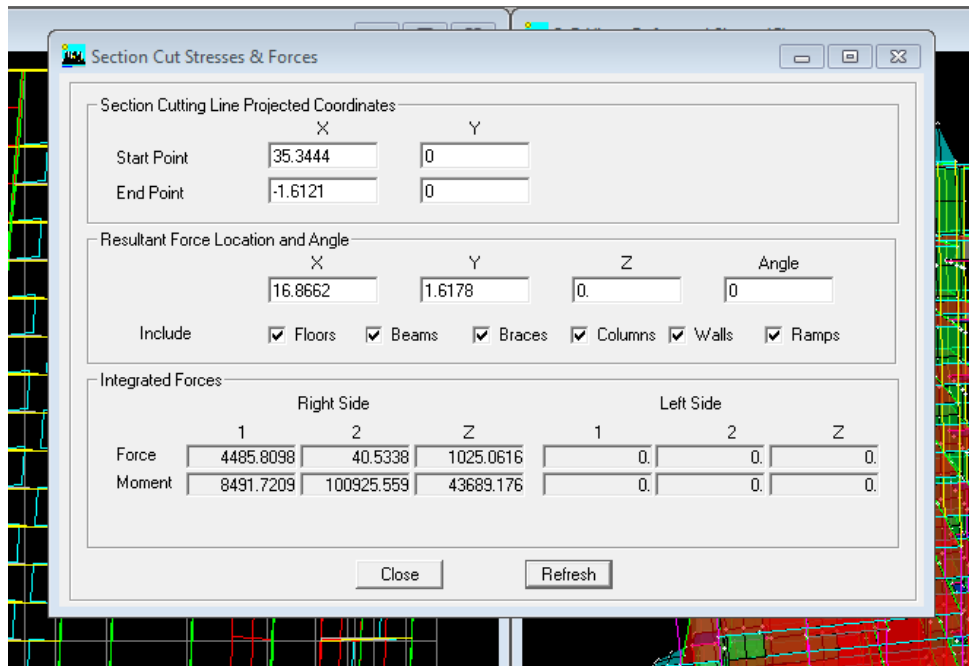 Section Cut Stresses & Forces
Section Cutting Line Projected Coordinates
X Y
Start Point 35.3444 0
End Point -1.6121 0
Resultant Force Location and Angle
X Y Z Angle
16.8662 1.6178 0. 0
Include Floors Beams Braces Columns Walls Ramps
Integrated Forces
Right Side Left Side
1 2 Z 1 2 Z
Force 4485.8098 40.5338 1025.0616 0. 0. 0.
Moment 8491.7209 100925.559 43689.176 0. 0. 0.
Close Refresh